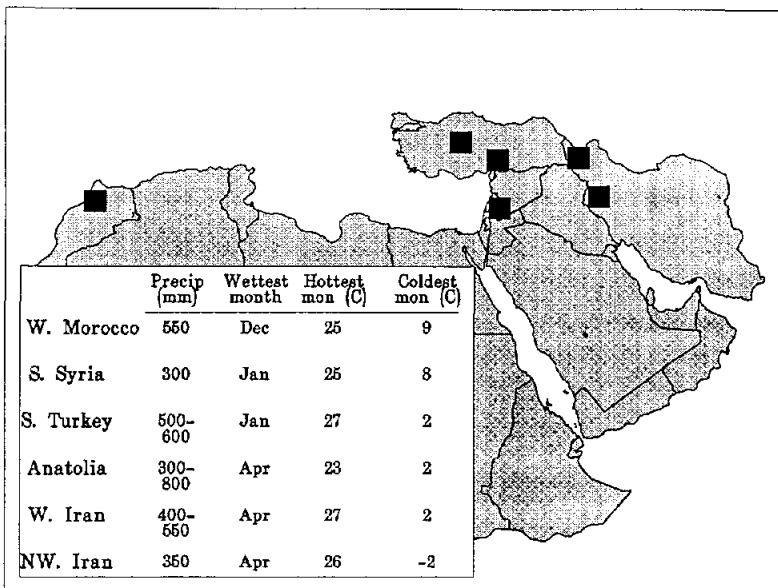 Precip Wettest Hottest Coldest
(mm) month mon (C) mon (C)
W. Morocco 550 Dec 25 9
S. Syria 300 Jan 25 8
S. Turkey 500- Jan 27 2
600
Anatolia 300- Apr 23 2
800
W. Iran 400- Apr 27 2
550
NW. Iran 350 Apr 26 -2